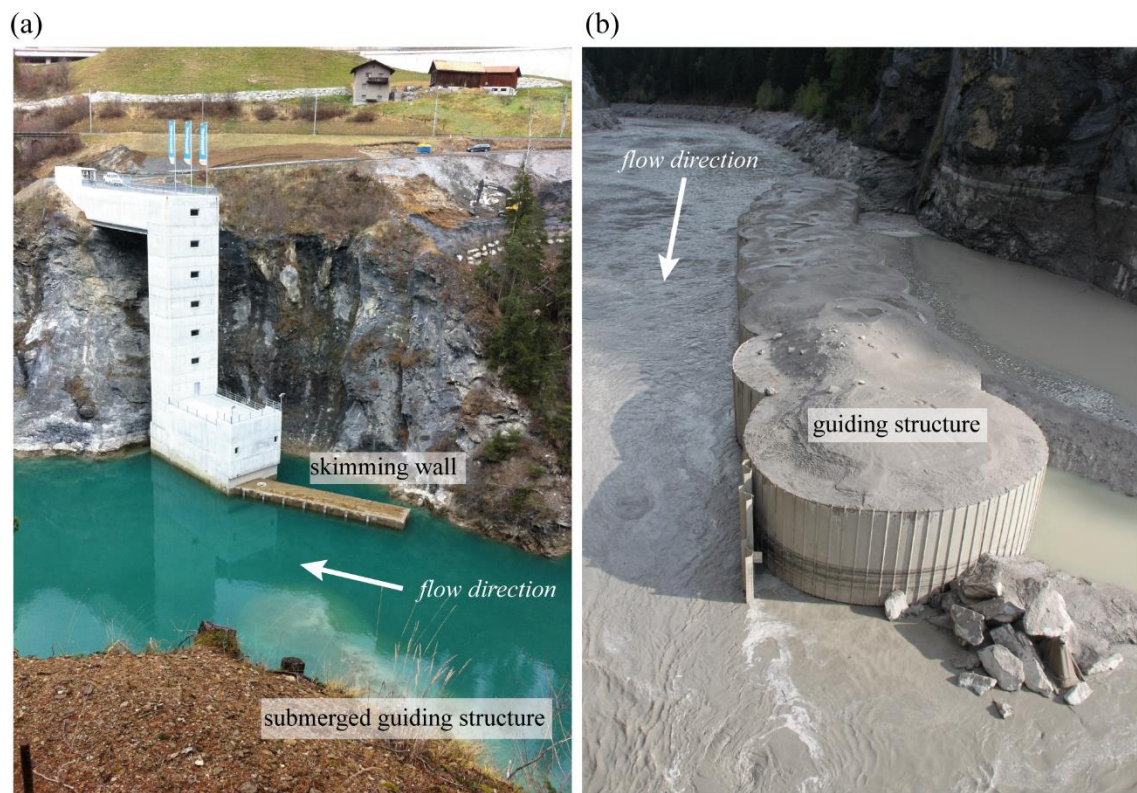 (a)
(b)
skimming wall
flow direction
submerged guiding structure
flow direction
guiding structure